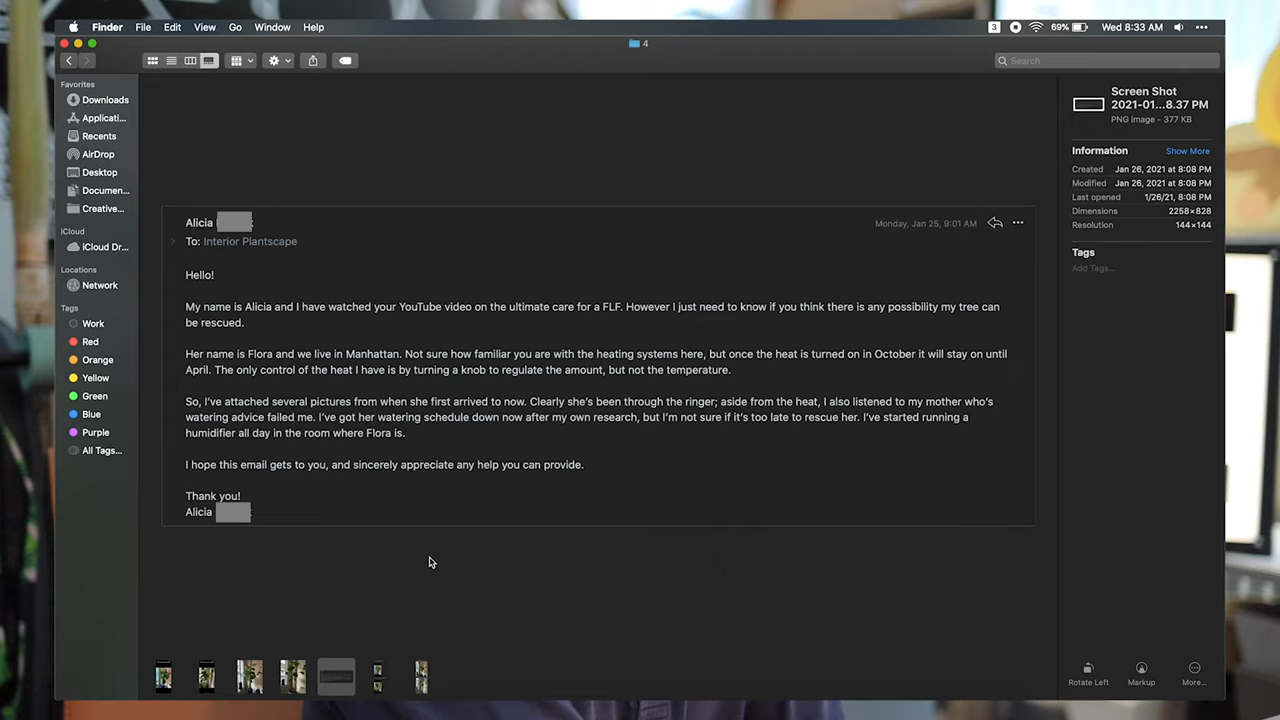 Finder File Edit View Go Window Help 3 69% Wed 8:33 AM
4
Search
Favorites
Downloads
Applicati...
Recents
AirDrop
Desktop
Documen...
Creative...
iCloud
iCloud Dr...
Locations
Network
Tags
Work
Red
Orange
Yellow
Green
Blue
Purple
All Tags...
Alicia
Monday, Jan 25, 9:01 AM
To: Interior Plantscape
Hello!
My name is Alicia and I have watched your YouTube video on the ultimate care for a FLF. However I just need to know if you think there is any possibility my tree can
be rescued.
Her name is Flora and we live in Manhattan. Not sure how familiar you are with the heating systems here, but once the heat is turned on in October it will stay on until
April. The only control of the heat I have is by turning a knob to regulate the amount, but not the temperature.
So, I've attached several pictures from when she first arrived to now. Clearly she's been through the ringer; aside from the heat, I also listened to my mother who's
watering advice failed me. I've got her watering schedule down now after my own research, but I'm not sure if it's too late to rescue her. I've started running a
humidifier all day in the room where Flora is.
I hope this email gets to you, and sincerely appreciate any help you can provide.
Thank you!
Alicia
Screen Shot
2021-01...8.37 PM
PNG image - 377 KB
Information Show More
Created Jan 26, 2021 at 8:08 PM
Modified Jan 26, 2021 at 8:08 PM
Last opened 1/26/21, 8:08 PM
Dimensions 2258×828
Resolution 144×144
Tags
Add Tags...
Rotate Left Markup More...